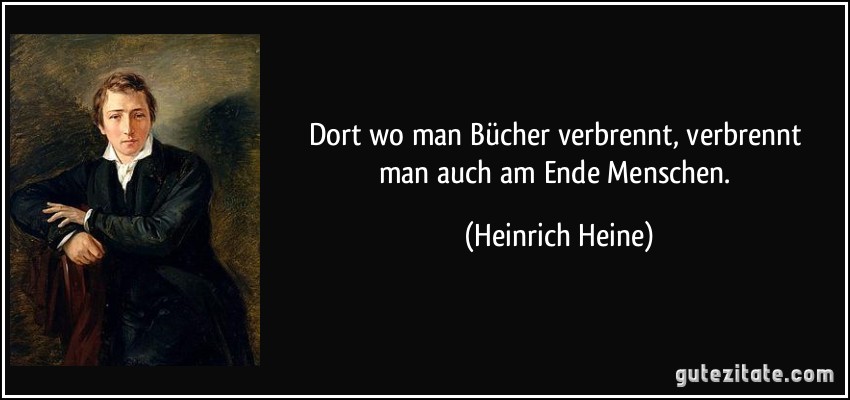 Dort wo man Bücher verbrennt, verbrennt
man auch am Ende Menschen.
(Heinrich Heine)
gutezitate.com